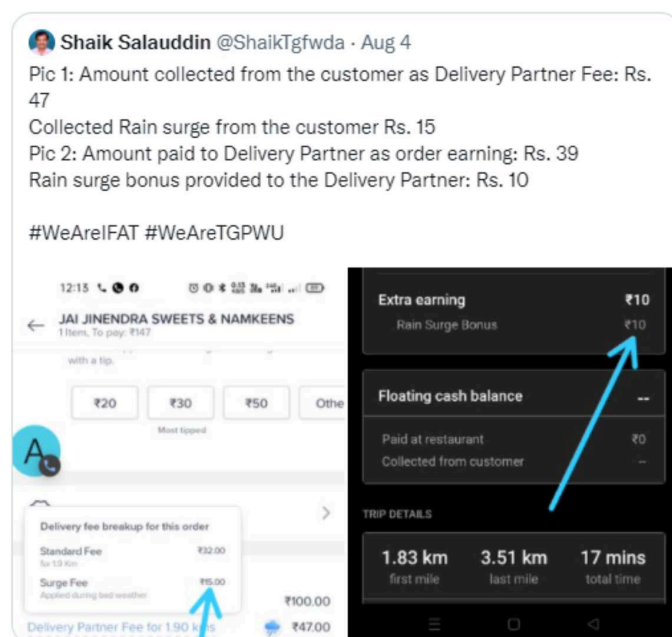 Shaik Salauddin @ShaikTgfwda · Aug 4
Pic 1: Amount collected from the customer as Delivery Partner Fee: Rs.
47
Collected Rain surge from the customer Rs. 15
Pic 2: Amount paid to Delivery Partner as order earning: Rs. 39
Rain surge bonus provided to the Delivery Partner: Rs. 10
#WeAreIFAT #WeAreTGPWU
12:13
JAI JINENDRA SWEETS & NAMKEENS
1 Item, To pay: ₹147
with a tip.
₹20 ₹30 ₹50 Othe
Most tipped
A
Delivery fee breakup for this order
Standard Fee ₹32.00
for 1.9 Km
Surge Fee ₹15.00
Applied during bad weather
₹100.00
Delivery Partner Fee for 1.90 kms ₹47.00
Extra earning ₹10
Rain Surge Bonus ₹10
Floating cash balance --
Paid at restaurant ₹0
Collected from customer --
TRIP DETAILS
1.83 km 3.51 km 17 mins
first mile last mile total time